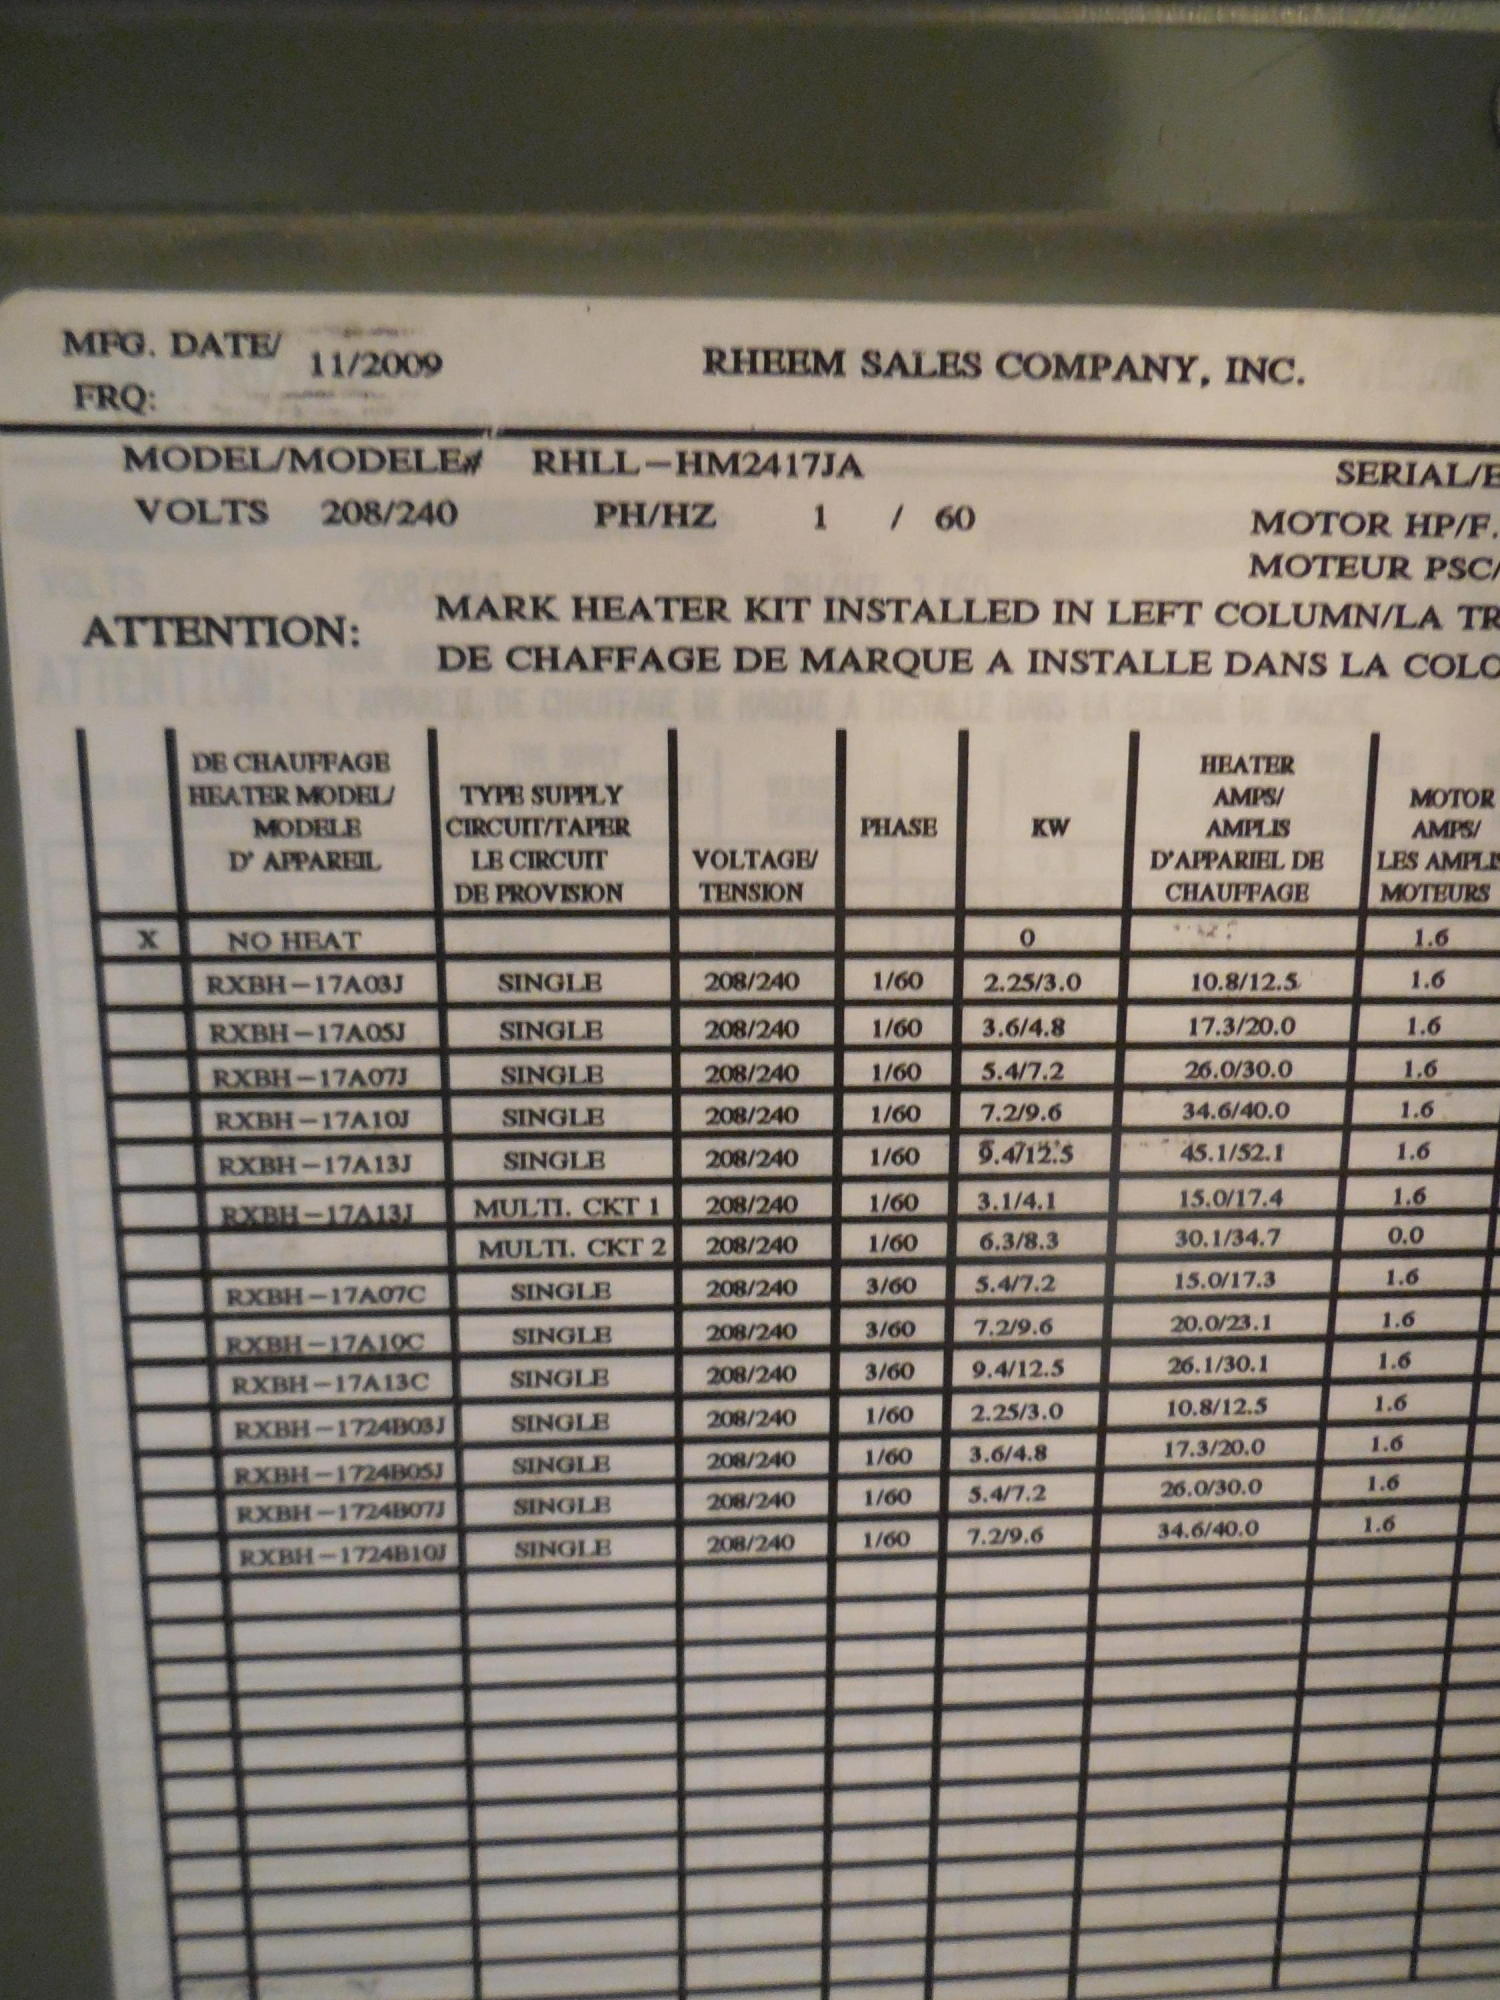 MFG. DATE/ 11/2009 RHEEM SALES COMPANY, INC.
FRQ:
MODEL/MODELE# RHLL-HM2417JA SERIAL/
VOLTS 208/240 PH/HZ 1 / 60 MOTOR HP/F.
MOTEUR PSC/
ATTENTION: MARK HEATER KIT INSTALLED IN LEFT COLUMN/LA
DE CHAFFAGE DE MARQUE A INSTALLE DANS LA
DE CHAUFFAGE
HEATER MODEL/
MODELE
D' APPAREIL
TYPE SUPPLY
CIRCUIT/TAPER
LE CIRCUIT
DE PROVISION
VOLTAGE/
TENSION
PHASE
KW
HEATER
AMPS/
AMPLIS
D'APPARIEL DE
CHAUFFAGE
MOTOR
AMPS/
LES AMPLIS
MOTEURS
X NO HEAT 0 1.6
RXBH-17A03J SINGLE 208/240 1/60 2.25/3.0 10.8/12.5 1.6
RXBH-17A05J SINGLE 208/240 1/60 3.6/4.8 17.3/20.0 1.6
RXBH-17A07J SINGLE 208/240 1/60 5.4/7.2 26.0/30.0 1.6
RXBH-17A10J SINGLE 208/240 1/60 7.2/9.6 34.6/40.0 1.6
RXBH-17A13J SINGLE 208/240 1/60 9.4/12.5 45.1/52.1 1.6
RXBH-17A13J MULTI. CKT 1 208/240 1/60 3.1/4.1 15.0/17.4 1.6
MULTI. CKT 2 208/240 1/60 6.3/8.3 30.1/34.7 0.0
RXBH-17A07C SINGLE 208/240 3/60 5.4/7.2 15.0/17.3 1.6
RXBH-17A10C SINGLE 208/240 3/60 7.2/9.6 20.0/23.1 1.6
RXBH-17A13C SINGLE 208/240 3/60 9.4/12.5 26.1/30.1 1.6
RXBH-1724B03J SINGLE 208/240 1/60 2.25/3.0 10.8/12.5 1.6
RXBH-1724B05J SINGLE 208/240 1/60 3.6/4.8 17.3/20.0 1.6
RXBH-1724B07J SINGLE 208/240 1/60 5.4/7.2 26.0/30.0 1.6
RXBH-1724B10J SINGLE 208/240 1/60 7.2/9.6 34.6/40.0 1.6